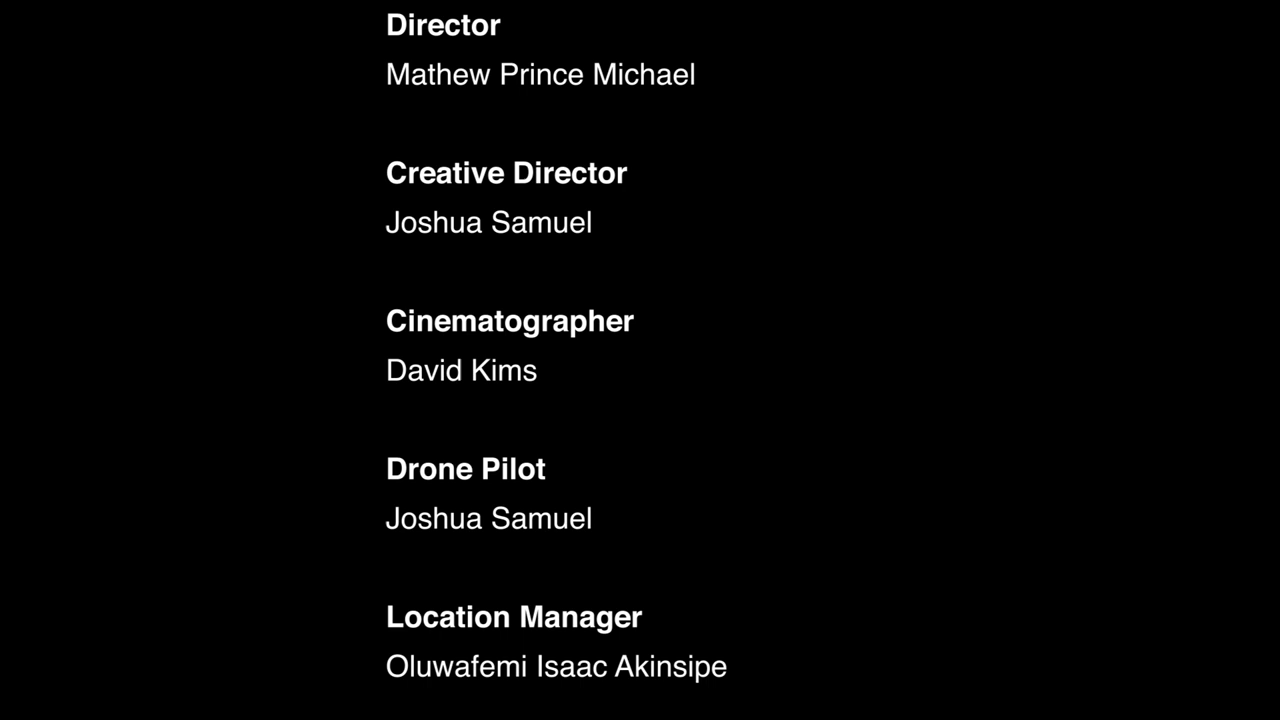 Director
Mathew Prince Michael
Creative Director
Joshua Samuel
Cinematographer
David Kims
Drone Pilot
Joshua Samuel
Location Manager
Oluwafemi Isaac Akinsipe